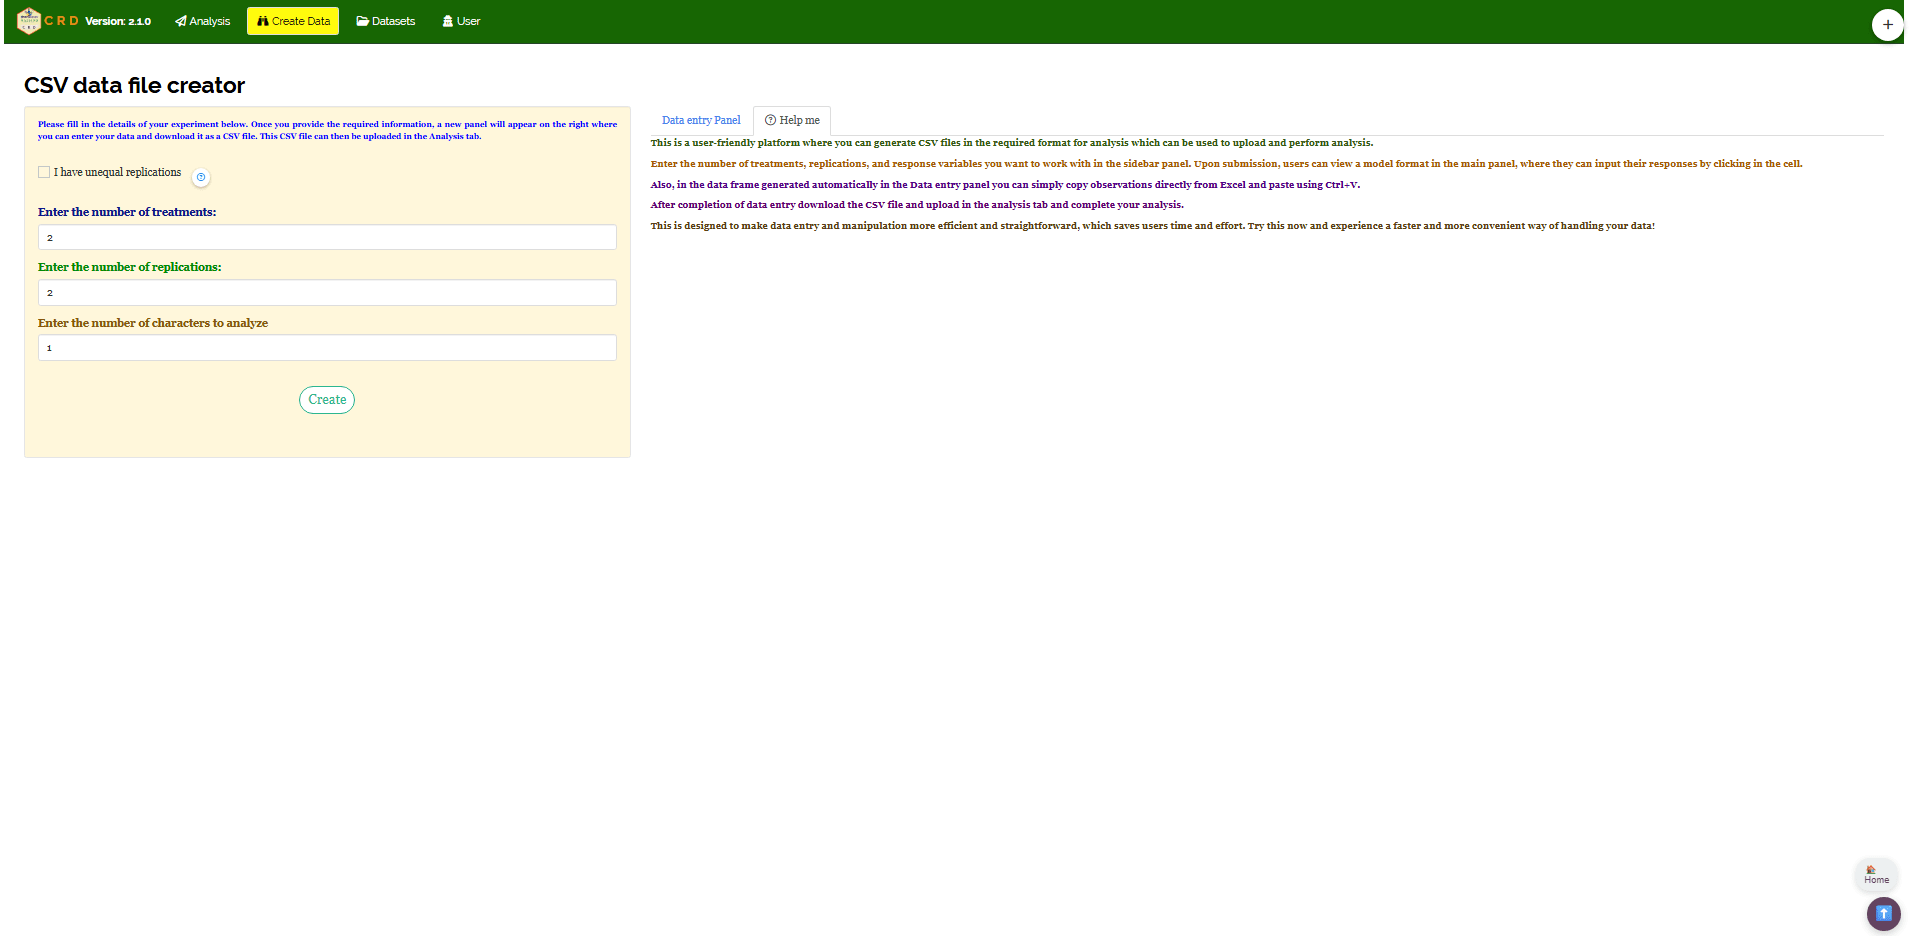 CRD Version: 2.1.0 Analysis Create Data Datasets User
+
CSV data file creator
Please fill in the details of your experiment below. Once you provide the required information, a new panel will appear on the right where
you can enter your data and download it as a CSV file. This CSV file can then be uploaded in the Analysis tab.
I have unequal replications
Enter the number of treatments:
2
Enter the number of replications:
2
Enter the number of characters to analyze
1
Create
Data entry Panel Help me
This is a user-friendly platform where you can generate CSV files in the required format for analysis which can be used to upload and perform analysis.
Enter the number of treatments, replications, and response variables you want to work with in the sidebar panel. Upon submission, users can view a model format in the main panel, where they can input their responses by clicking in the cell.
Also, in the data frame generated automatically in the Data entry panel you can simply copy observations directly from Excel and paste using Ctrl+V.
After completion of data entry download the CSV file and upload in the analysis tab and complete your analysis.
This is designed to make data entry and manipulation more efficient and straightforward, which saves users time and effort. Try this now and experience a faster and more convenient way of handling your data!
Home